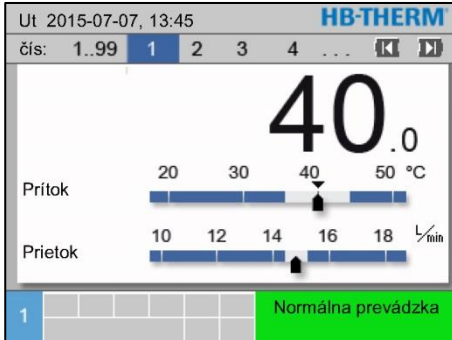 Ut 2015-07-07, 13:45 HB-THERM®
čís: 1..99 1 2 3 4 ...
40.0
20 30 40 50 °C
Prítok
10 12 14 16 18 L/min
Prietok
1 Normálna prevádzka